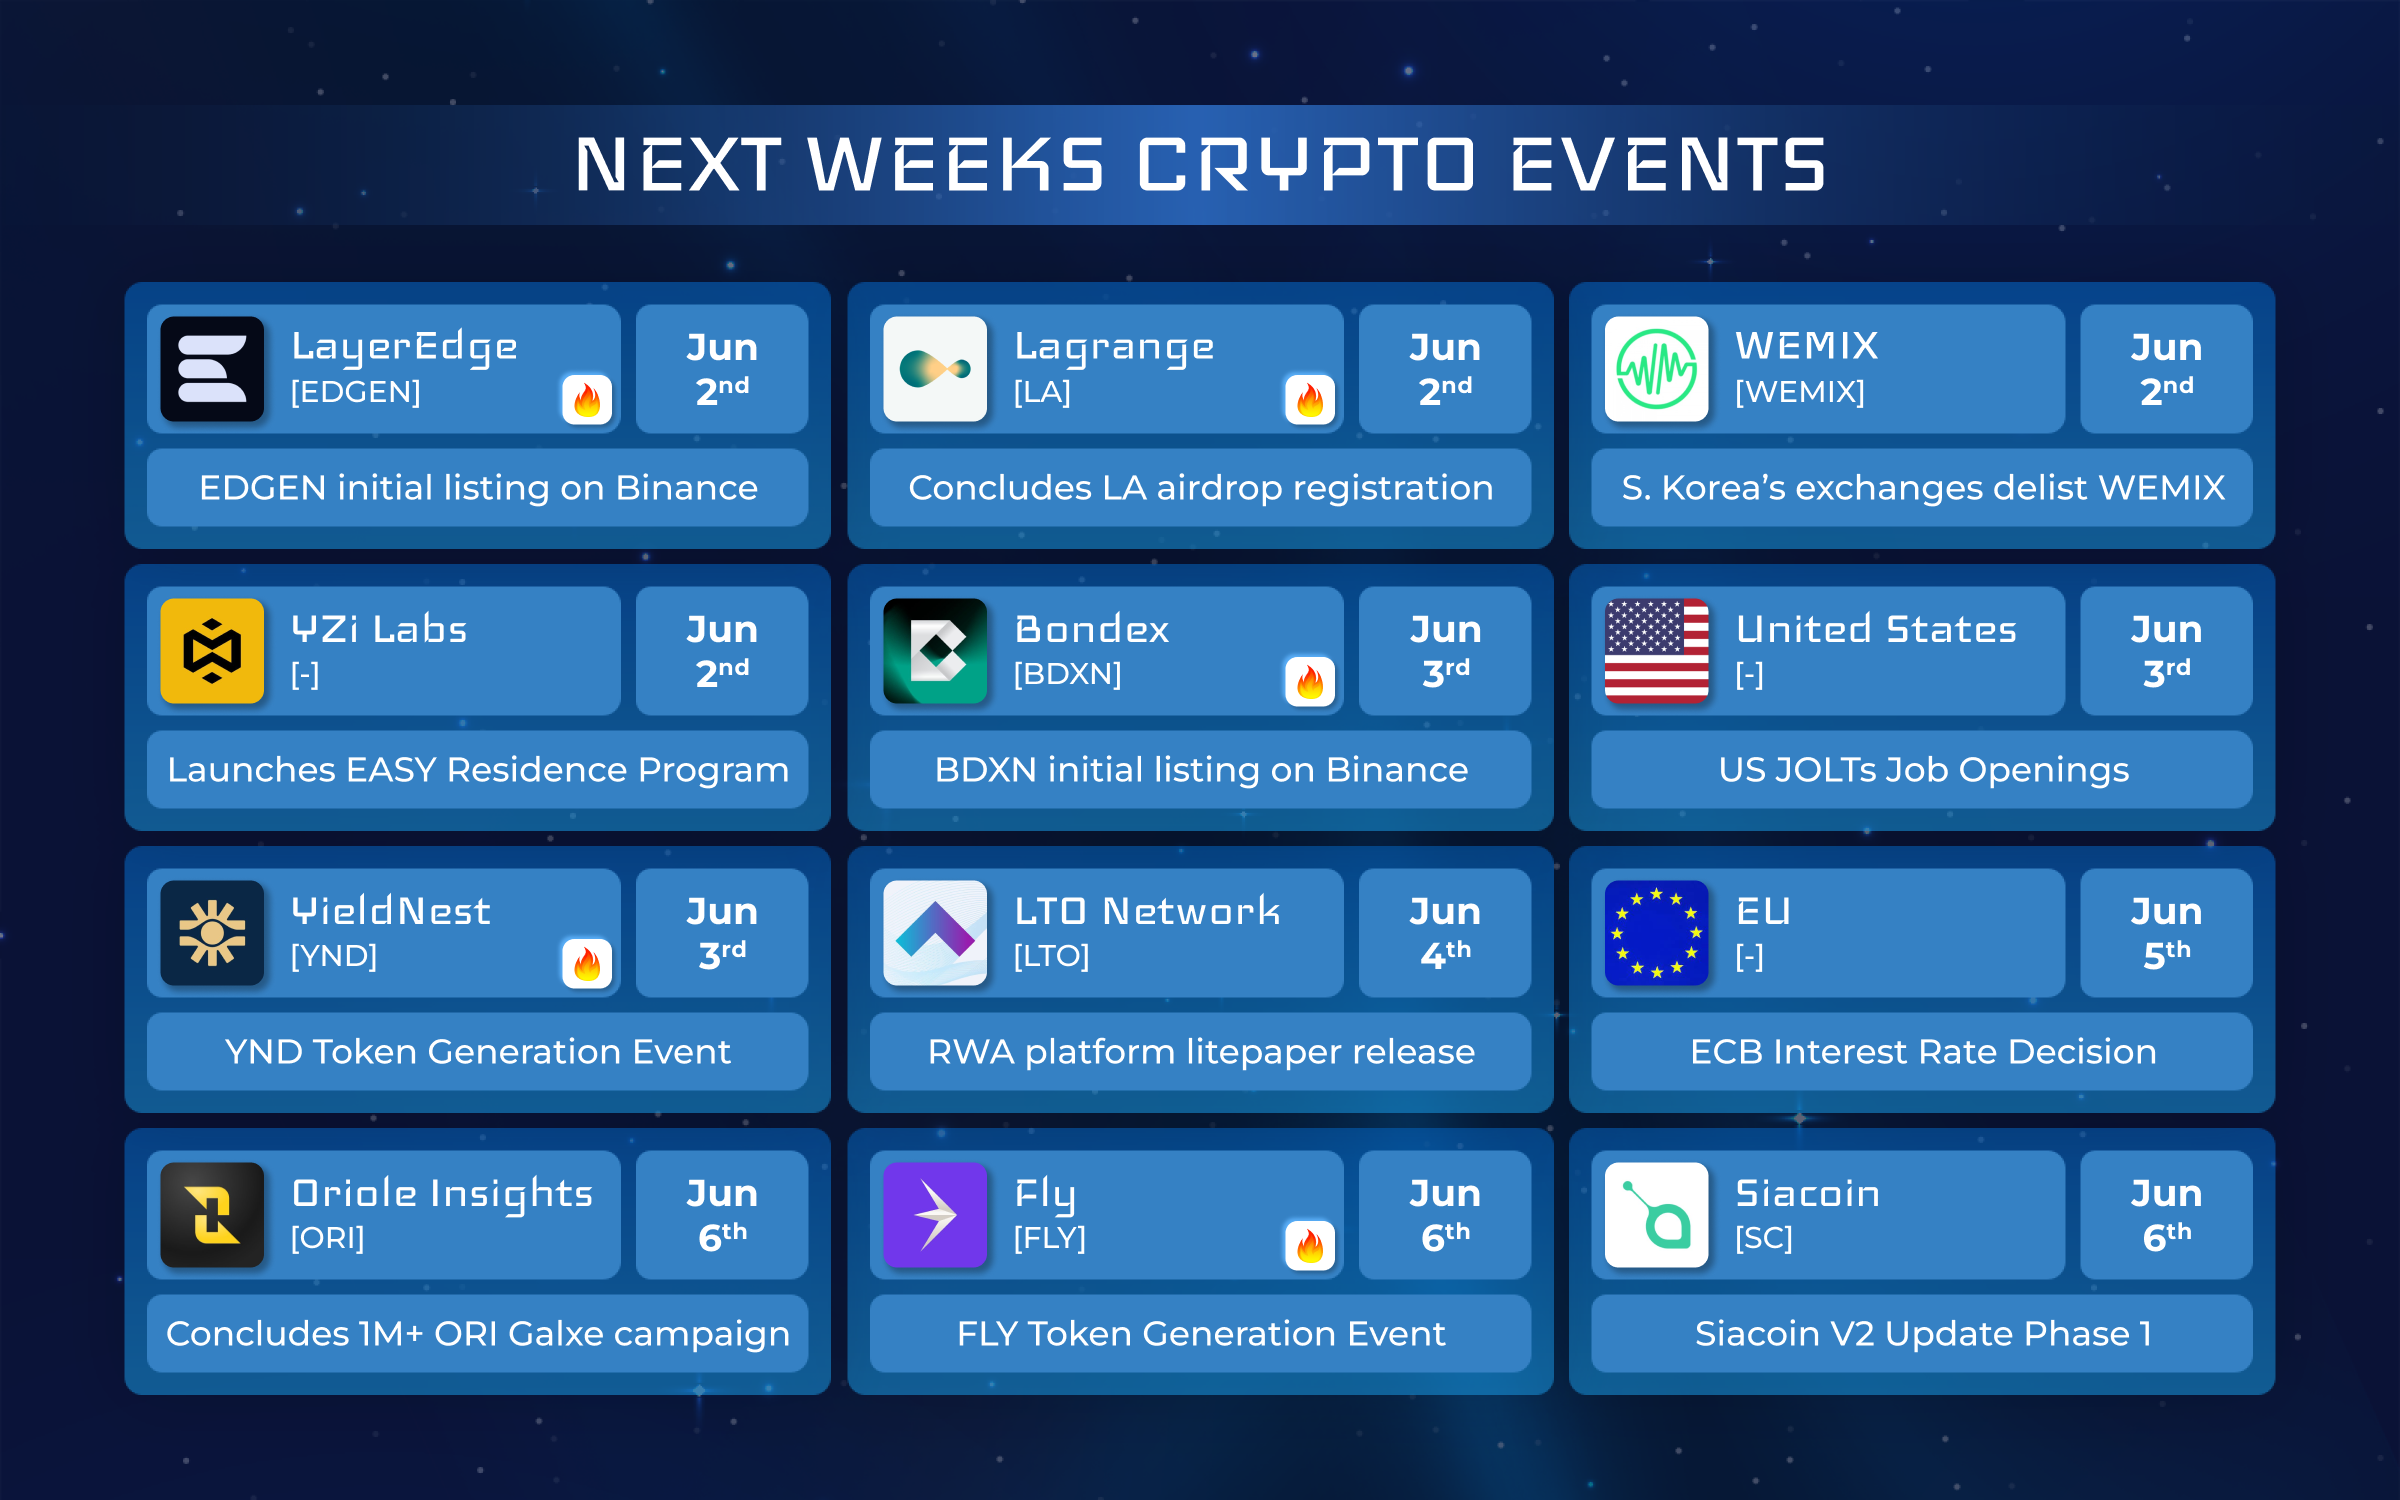 NEXT WEEKS CRYPTO EVENTS
LayerEdge
[EDGEN]
Jun
2nd
EDGEN initial listing on Binance
Lagrange
[LA]
Jun
2nd
Concludes LA airdrop registration
WEMIX
[WEMIX]
Jun
2nd
S. Korea’s exchanges delist WEMIX
YZi Labs
[-]
Jun
2nd
Launches EASY Residence Program
Bondex
[BDXN]
Jun
3rd
BDXN initial listing on Binance
United States
[-]
Jun
3rd
US JOLTs Job Openings
YieldNest
[YND]
Jun
3rd
YND Token Generation Event
LTO Network
[LTO]
Jun
4th
RWA platform litepaper release
EU
[-]
Jun
5th
ECB Interest Rate Decision
Oriole Insights
[ORI]
Jun
6th
Concludes 1M+ ORI Galxe campaign
Fly
[FLY]
Jun
6th
FLY Token Generation Event
Siacoin
[SC]
Jun
6th
Siacoin V2 Update Phase 1